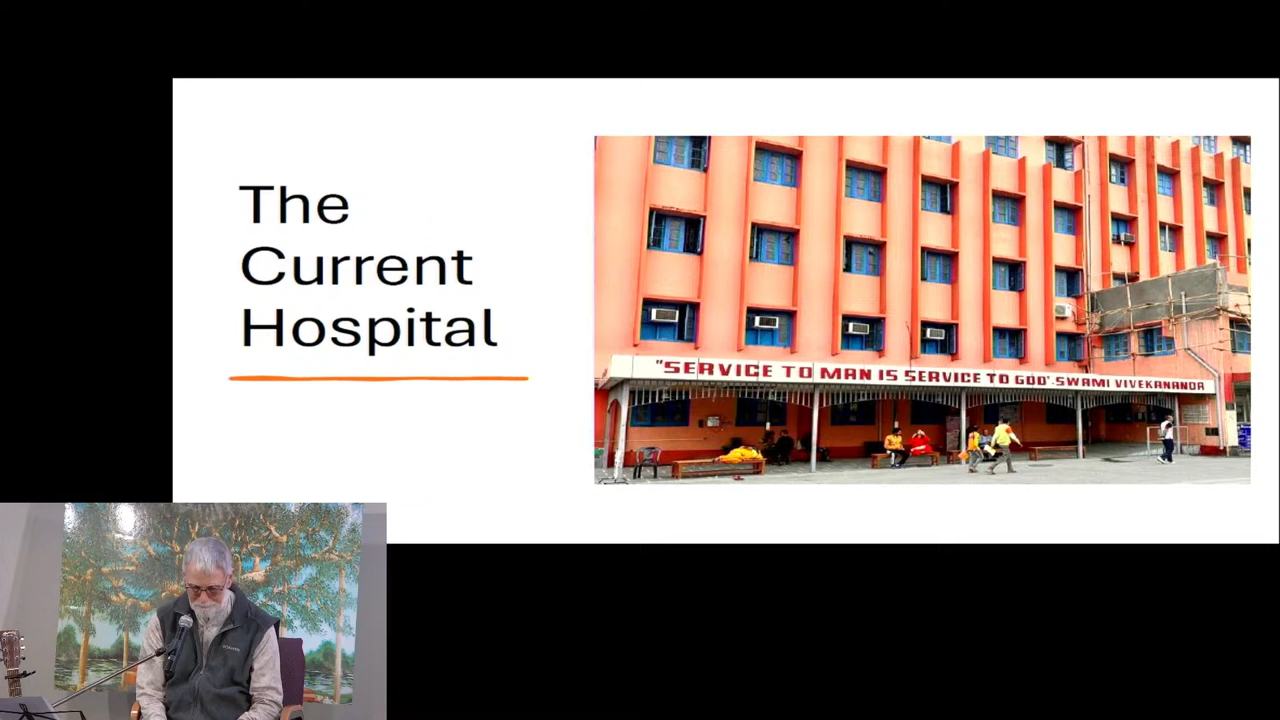 The
Current
Hospital
"SERVICE TO MAN IS SERVICE TO GOD'-SWAMI VIVEKANANDA